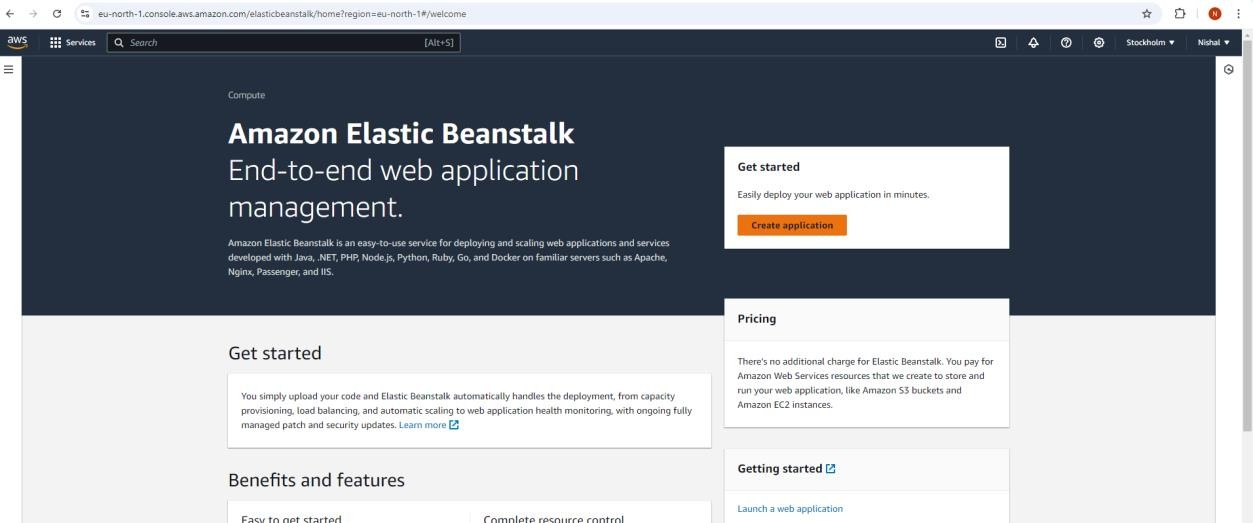 eu-north-1.console.aws.amazon.com/elasticbeanstalk/home?region=eu-north-1#/welcome
N
aws
Services
Search
[Alt+S]
Stockholm
Nishal
Compute
Amazon Elastic Beanstalk
End-to-end web application
management.
Amazon Elastic Beanstalk is an easy-to-use service for deploying and scaling web applications and services
developed with Java, .NET, PHP, Node.js, Python, Ruby, Go, and Docker on familiar servers such as Apache,
Nginx, Passenger, and IIS.
Get started
Easily deploy your web application in minutes.
Create application
Pricing
There's no additional charge for Elastic Beanstalk. You pay for
Amazon Web Services resources that we create to store and
run your web application, like Amazon S3 buckets and
Amazon EC2 instances.
Get started
You simply upload your code and Elastic Beanstalk automatically handles the deployment, from capacity
provisioning, load balancing, and automatic scaling to web application health monitoring, with ongoing fully
managed patch and security updates. Learn more
Getting started
Launch a web application
Benefits and features
Easy to get started
Complete resource control